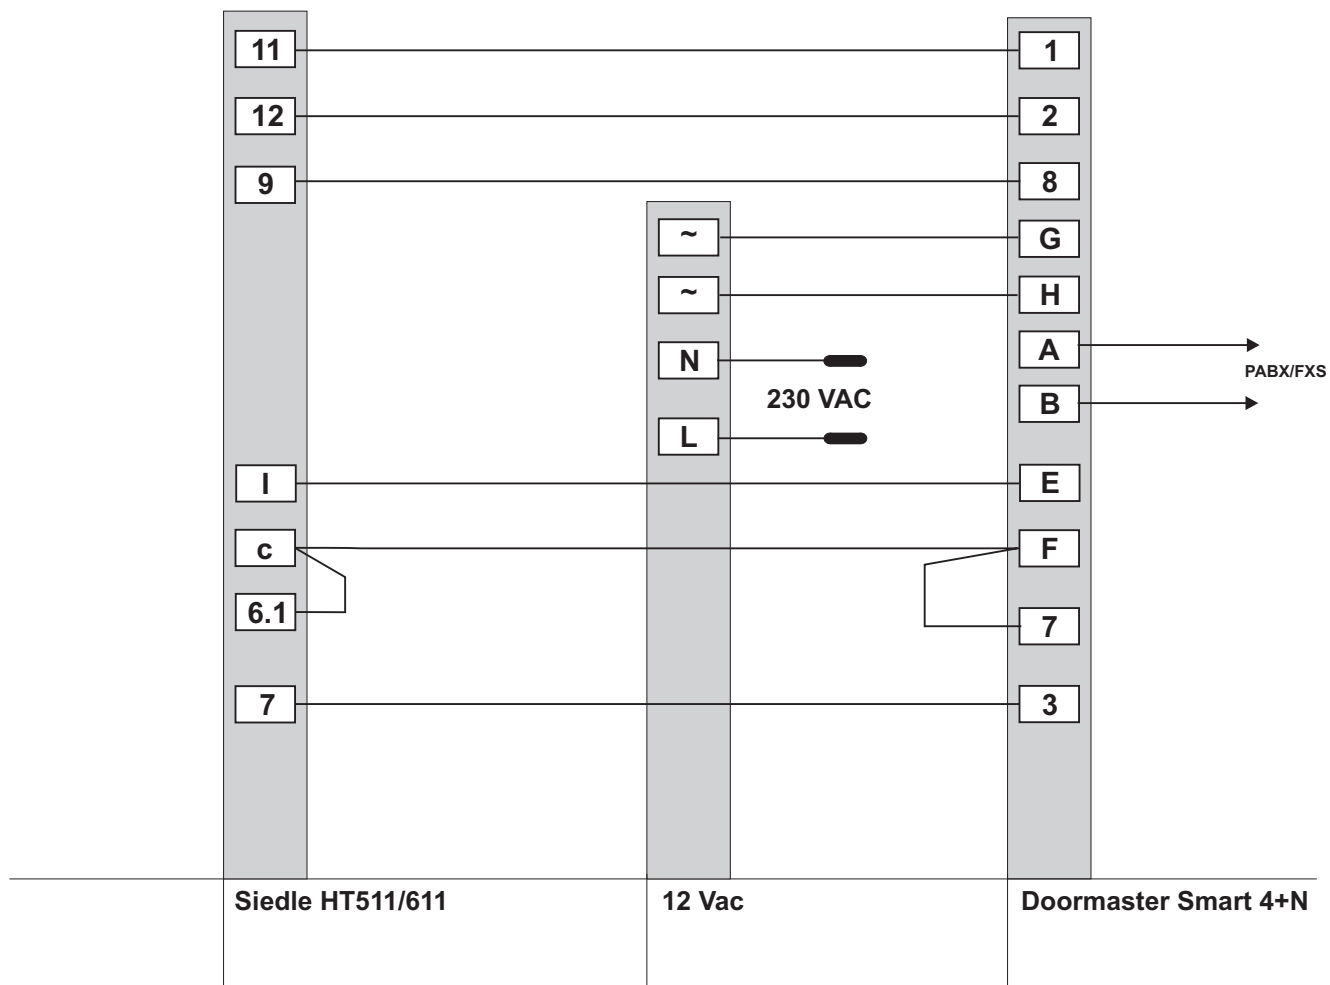 11
1
12
2
9
8
~
G
~
H
N
A
PABX/FXS
230 VAC
B
L
I
E
c
F
6.1
7
7
3
Siedle HT511/611
12 Vac
Doormaster Smart 4+N